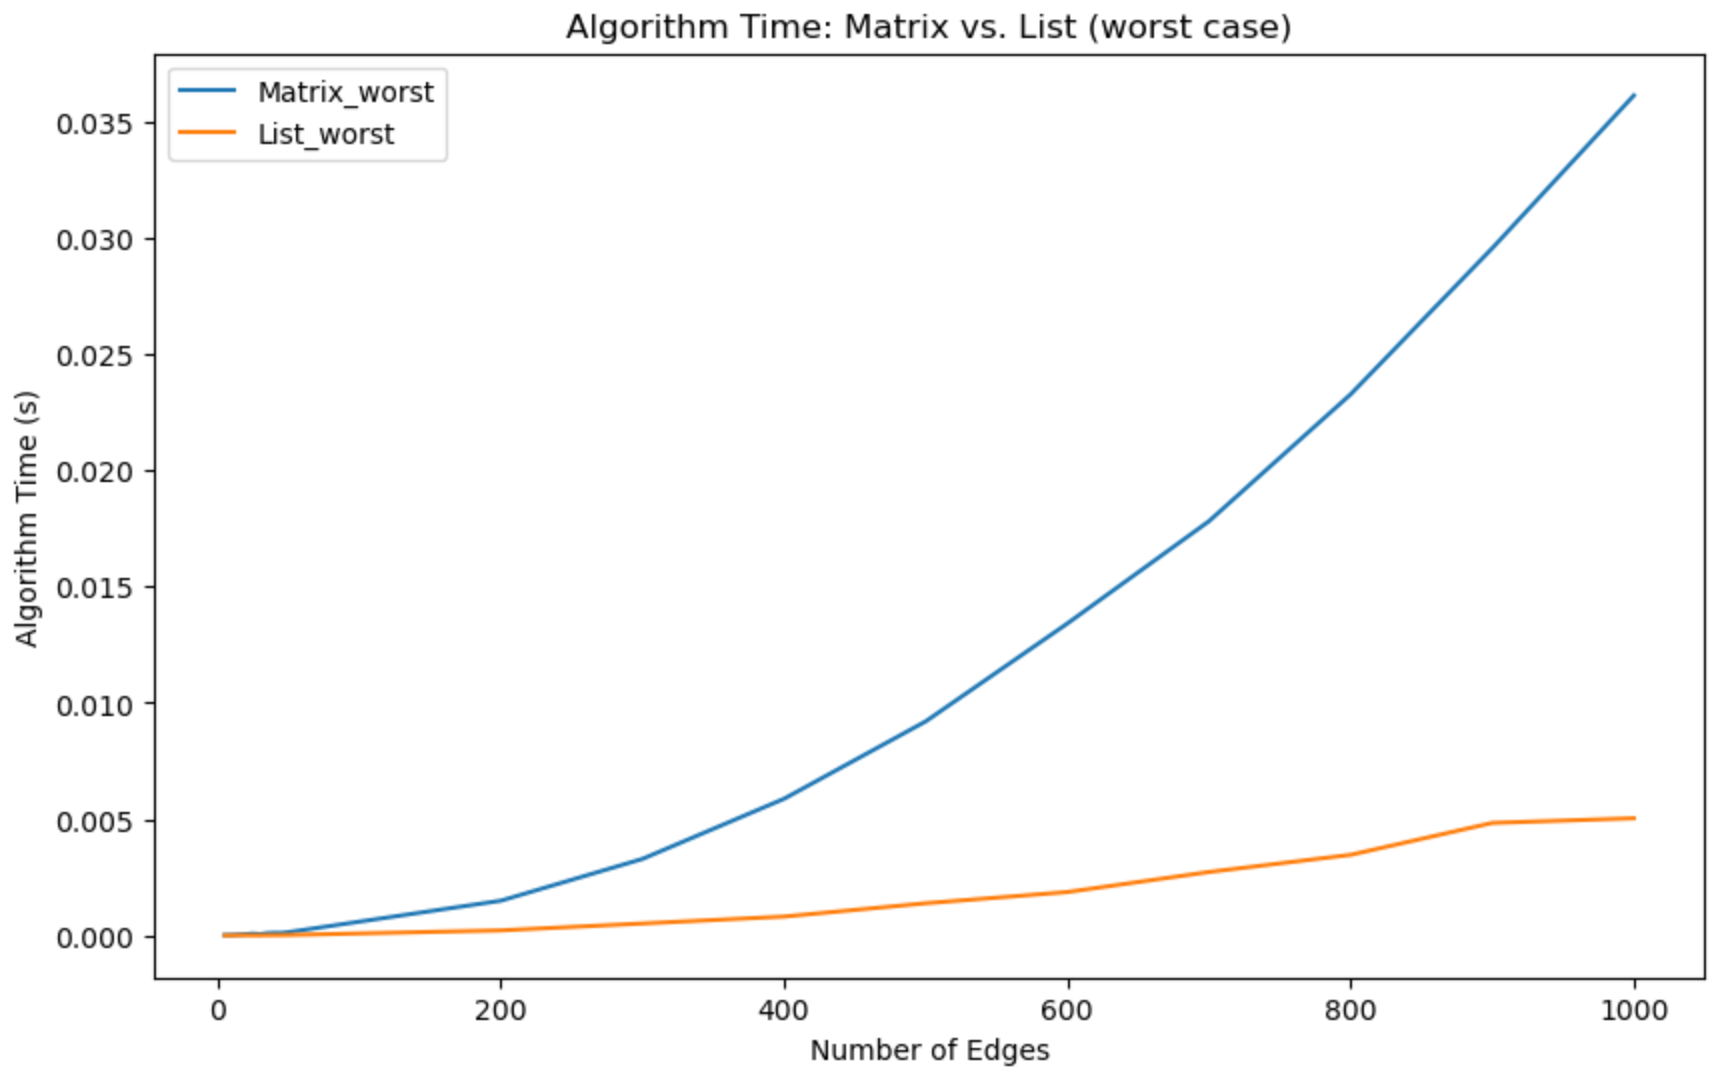 Algorithm Time: Matrix vs. List (worst case)
Matrix_worst
List_worst
0.035
0.030
0.025
0.020
0.015
0.010
0.005
0.000
Algorithm Time (s)
0 200 400 600 800 1000
Number of Edges